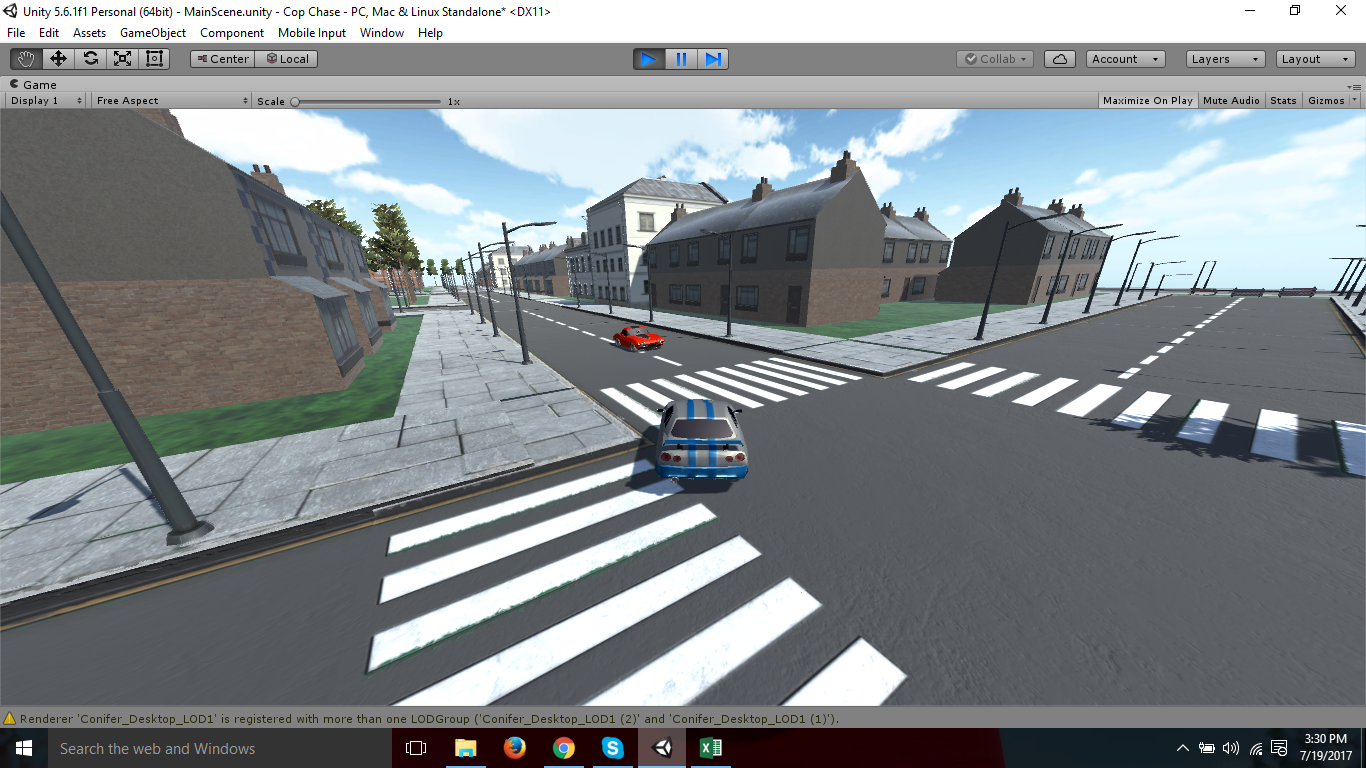 Unity 5.6.1f1 Personal (64bit) - MainScene.unity - Cop Chase - PC, Mac & Linux Standalone* <DX11>
File Edit Assets GameObject Component Mobile Input Window Help
Center Local Collab Account Layers Layout
Game
Display 1 Free Aspect Scale 1x Maximize On Play Mute Audio Stats Gizmos
Renderer 'Conifer_Desktop_LOD1' is registered with more than one LODGroup ('Conifer_Desktop_LOD1 (2)' and 'Conifer_Desktop_LOD1 (1)').
Search the web and Windows
3:30 PM
7/19/2017